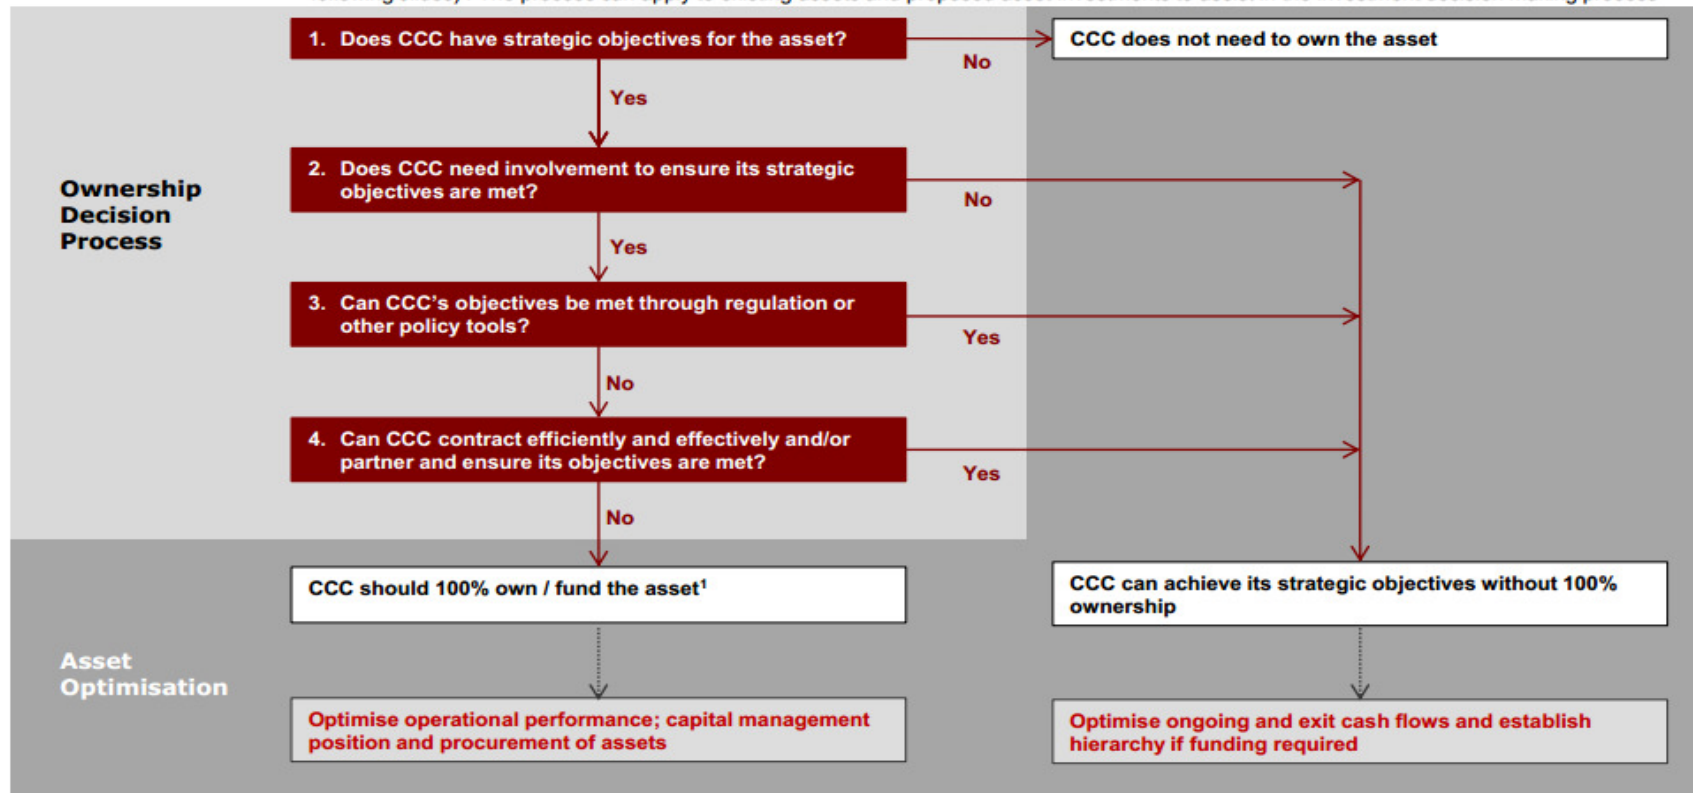 1. Does CCC have strategic objectives for the asset?
No
CCC does not need to own the asset
Yes
2. Does CCC need involvement to ensure its strategic
objectives are met?
No
Ownership
Decision
Process
Yes
3. Can CCC’s objectives be met through regulation or
other policy tools?
Yes
No
4. Can CCC contract efficiently and effectively and/or
partner and ensure its objectives are met?
Yes
No
CCC should 100% own / fund the asset¹
CCC can achieve its strategic objectives without 100%
ownership
Asset
Optimisation
Optimise operational performance; capital management
position and procurement of assets
Optimise ongoing and exit cash flows and establish
hierarchy if funding required